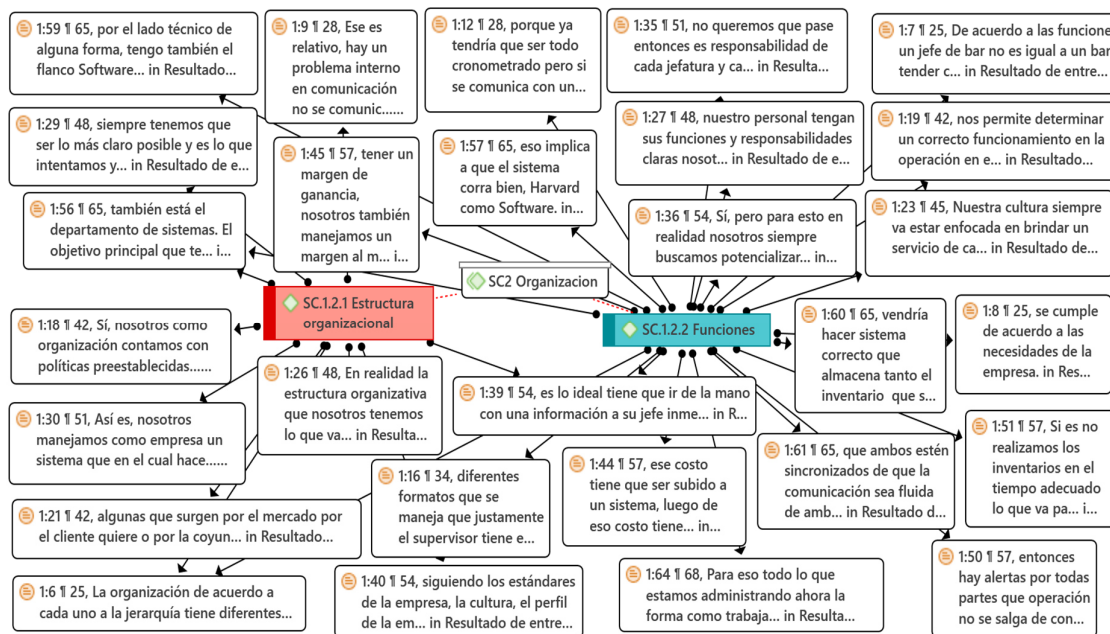 1:59 ¶ 65, por el lado técnico de
alguna forma, tengo también el
flanco Software... in Resultado...
1:9 ¶ 28, Ese es
relativo, hay un
problema interno
en comunicación
no se comunic......
1:12 ¶ 28, porque ya
tendría que ser todo
cronometrado pero si
se comunica con un...
1:35 ¶ 51, no queremos que pase
entonces es responsabilidad de
cada jefatura y ca... in Resulta...
1:7 ¶ 25, De acuerdo a las funcione
un jefe de bar no es igual a un bar
tender c... in Resultado de entre...
1:29 ¶ 48, siempre tenemos que
ser lo más claro posible y es lo que
intentamos y... in Resultado de e...
1:45 ¶ 57, tener un
margen de
ganancia,
nosotros también
manejamos un
margen al m... i...
1:57 ¶ 65, eso implica
a que el sistema
corra bien, Harvard
como Software. in...
1:27 ¶ 48, nuestro personal tengan
sus funciones y responsabilidades
claras nosot... in Resultado de e...
1:19 ¶ 42, nos permite determinar
un correcto funcionamiento en la
operación en e... in Resultado...
1:56 ¶ 65, también está el
departamento de sistemas. El
objetivo principal que te... i...
1:36 ¶ 54, Sí, pero para esto en
realidad nosotros siempre
buscamos potencializar... in...
1:23 ¶ 45, Nuestra cultura siempre
va estar enfocada en brindar un
servicio de ca... in Resultado de...
SC2 Organizacion
SC.1.2.1 Estructura
organizacional
SC.1.2.2 Funciones
1:18 ¶ 42, Sí, nosotros como
organización contamos con
políticas preestablecidas......
1:60 ¶ 65, vendría
hacer sistema
correcto que
almacena tanto el
inventario que s...
1:8 ¶ 25, se cumple
de acuerdo a las
necesidades de la
empresa. in Res...
1:26 ¶ 48, En realidad la
estructura organizativa
que nosotros tenemos
lo que va... in Resulta...
1:39 ¶ 54, es lo ideal tiene que ir de la mano
con una información a su jefe inme... in R...
1:30 ¶ 51, Así es, nosotros
manejamos como empresa un
sistema que en el cual hace......
1:16 ¶ 34, diferentes
formatos que se
maneja que justamente
el supervisor tiene e...
1:44 ¶ 57, ese costo
tiene que ser subido a
un sistema, luego de
eso costo tiene... in...
1:61 ¶ 65, que ambos estén
sincronizados de que la
comunicación sea fluida
de amb... in Resultado d...
1:51 ¶ 57, Si es no
realizamos los
inventarios en el
tiempo adecuado
lo que va pa... i...
1:21 ¶ 42, algunas que surgen por el mercado por
el cliente quiere o por la coyun... in Resultado...
1:6 ¶ 25, La organización de acuerdo a
cada uno a la jerarquía tiene diferentes...
1:40 ¶ 54, siguiendo los estándares
de la empresa, la cultura, el perfil
de la em... in Resultado de entre...
1:64 ¶ 68, Para eso todo lo que
estamos administrando ahora la
forma como trabaja... in Resulta...
1:50 ¶ 57, entonces
hay alertas por todas
partes que operación
no se salga de con...